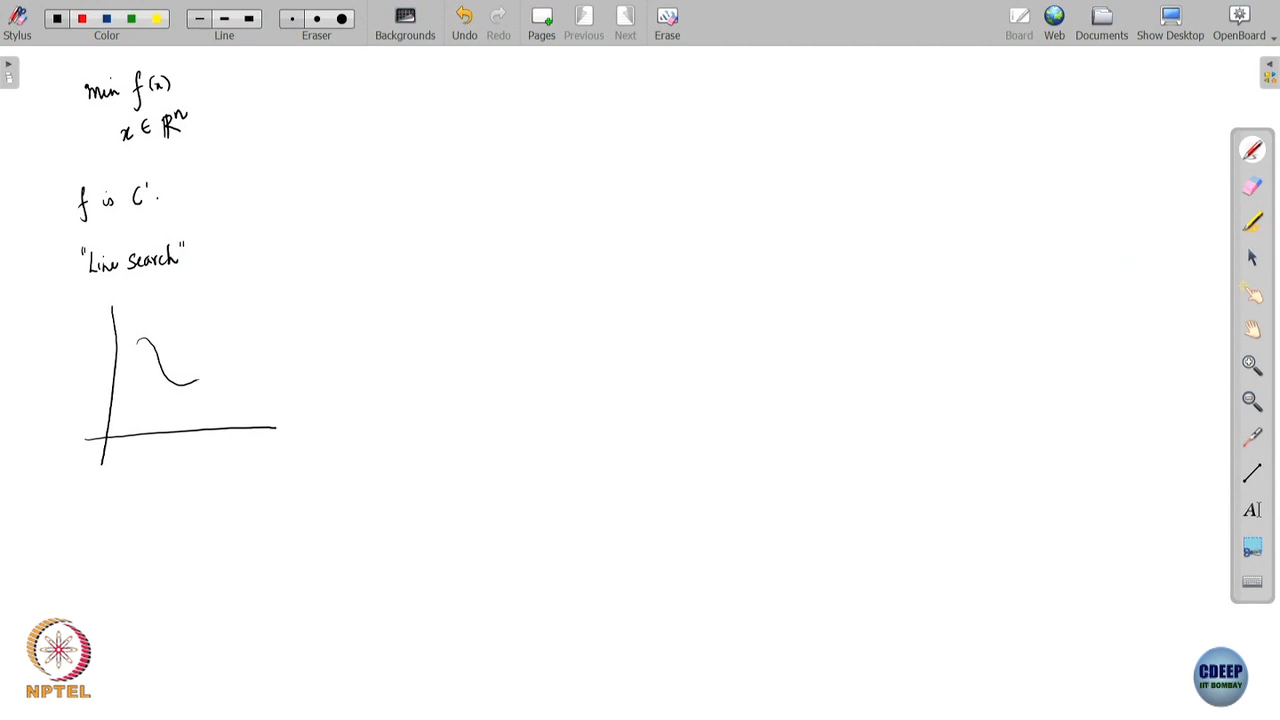 Stylus Color Line Eraser Backgrounds Undo Redo Pages Previous Next Erase Board Web Documents Show Desktop OpenBoard
min f(x)
x ∈ ℝⁿ
f is C¹.
"Line search"
A
NPTEL
CDEEP
IIT BOMBAY